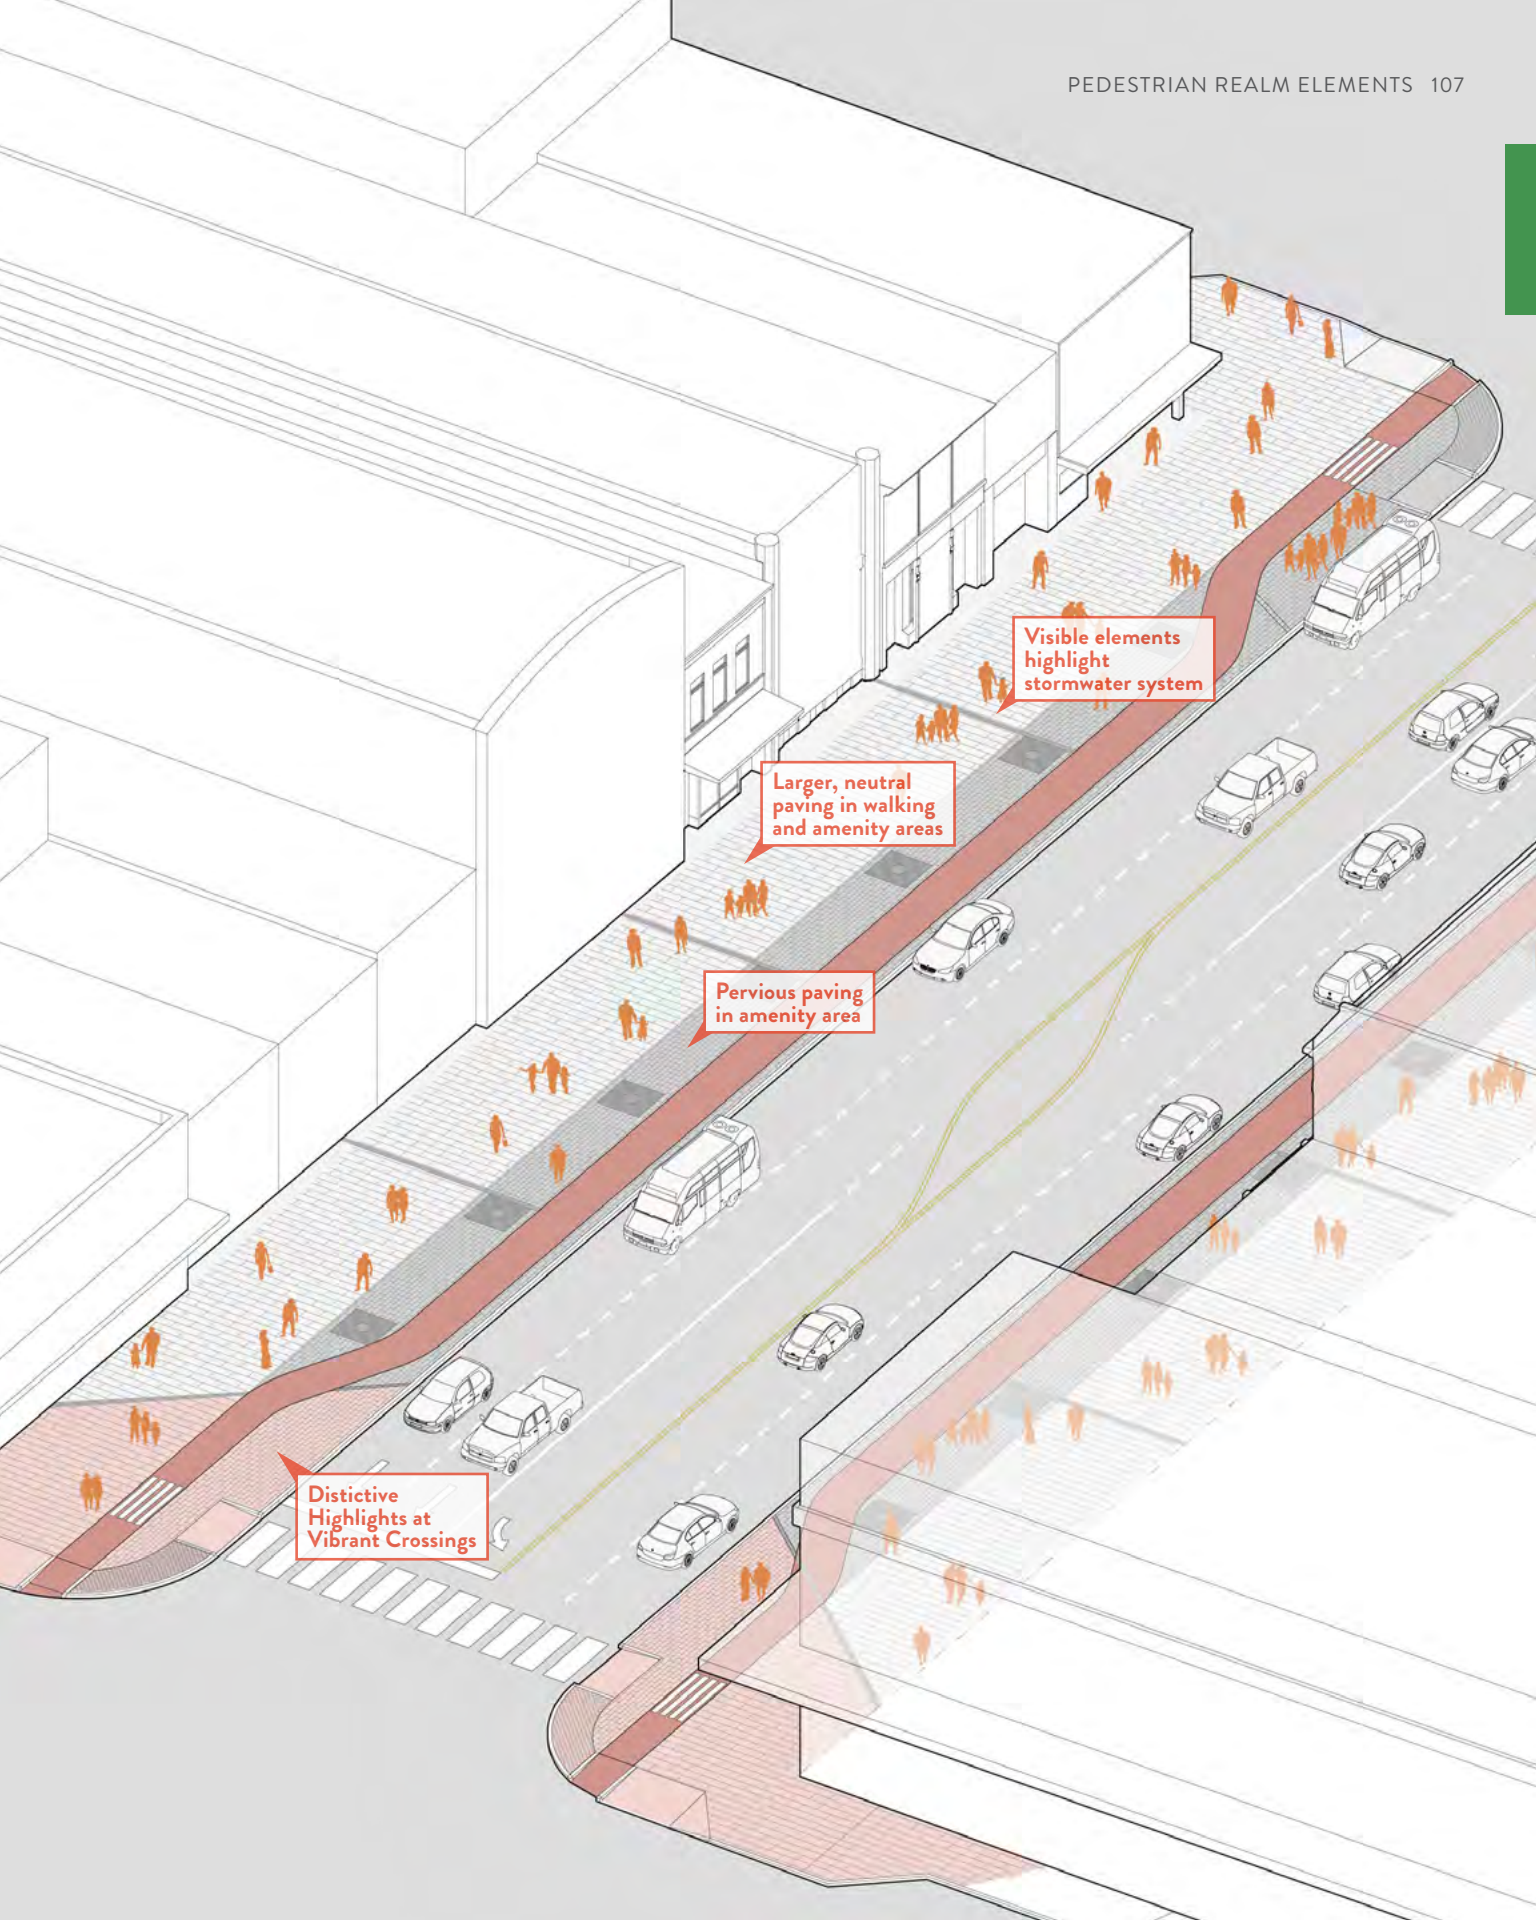 PEDESTRIAN REALM ELEMENTS 107
Visible elements
highlight
stormwater system
Larger, neutral
paving in walking
and amenity areas
Pervious paving
in amenity area
Distictive
Highlights at
Vibrant Crossings